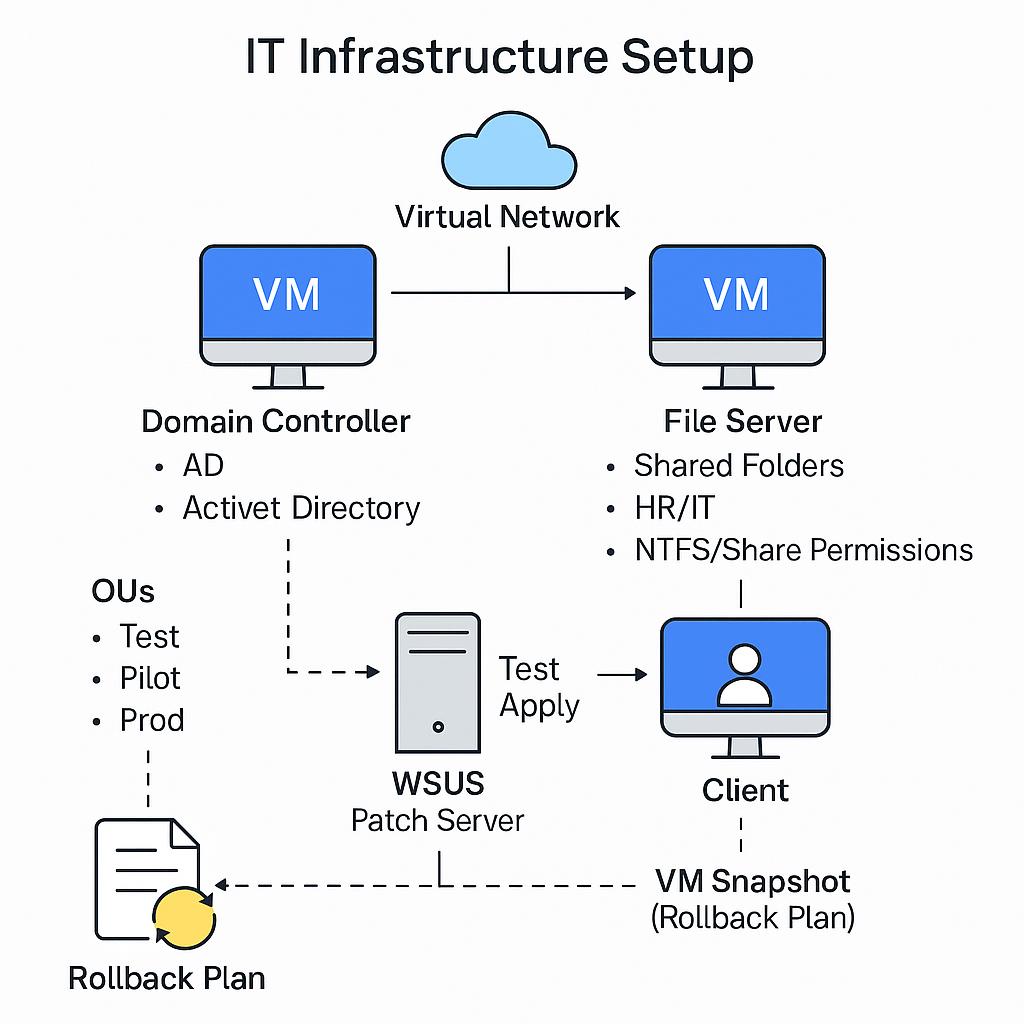 IT Infrastructure Setup
Virtual Network
VM
VM
Domain Controller
• AD
• Activet Directory
File Server
• Shared Folders
• HR/IT
• NTFS/Share Permissions
OUs
• Test
• Pilot
• Prod
Test
Apply
WSUS
Patch Server
Client
VM Snapshot
(Rollback Plan)
Rollback Plan